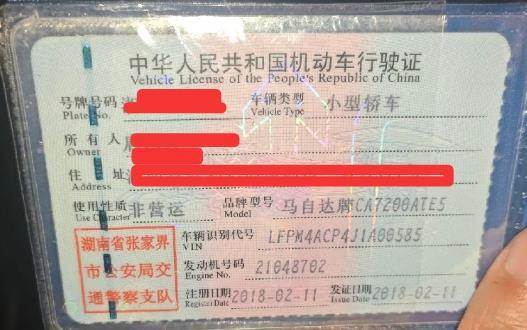 中华人民共和国机动车行驶证
Vehicle License of the People's Republic of China
号牌号码 车辆类型 小型轿车
Plate No. Vehicle Type
所有人
Owner
住址
Address
使用性质 非营运 品牌型号 马自达牌CA7200ATE5
Use Character Model
湖南省张家界
市公安局交
通警察支队
车辆识别代号 LFPM4ACP4J1A00585
VIN
发动机号码 21048702
Engine No.
注册日期 2018-02-11 发证日期 2018-02-11
Register Date Issue Date